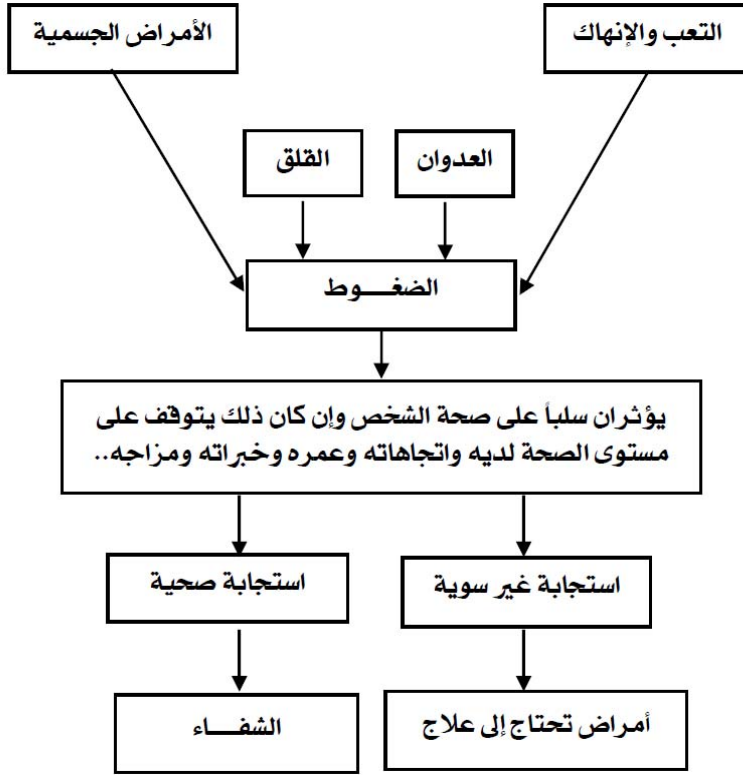 التعب والإنهاك
الأمراض الجسمية
العدوان
القلق
الضغـــوط
يؤثران سلباً على صحة الشخص وإن كان ذلك يتوقف على
مستوى الصحة لديه واتجاهاته وعمره وخبراته ومزاجه..
استجابة غير سوية
استجابة صحية
أمراض تحتاج إلى علاج
الشفـــاء